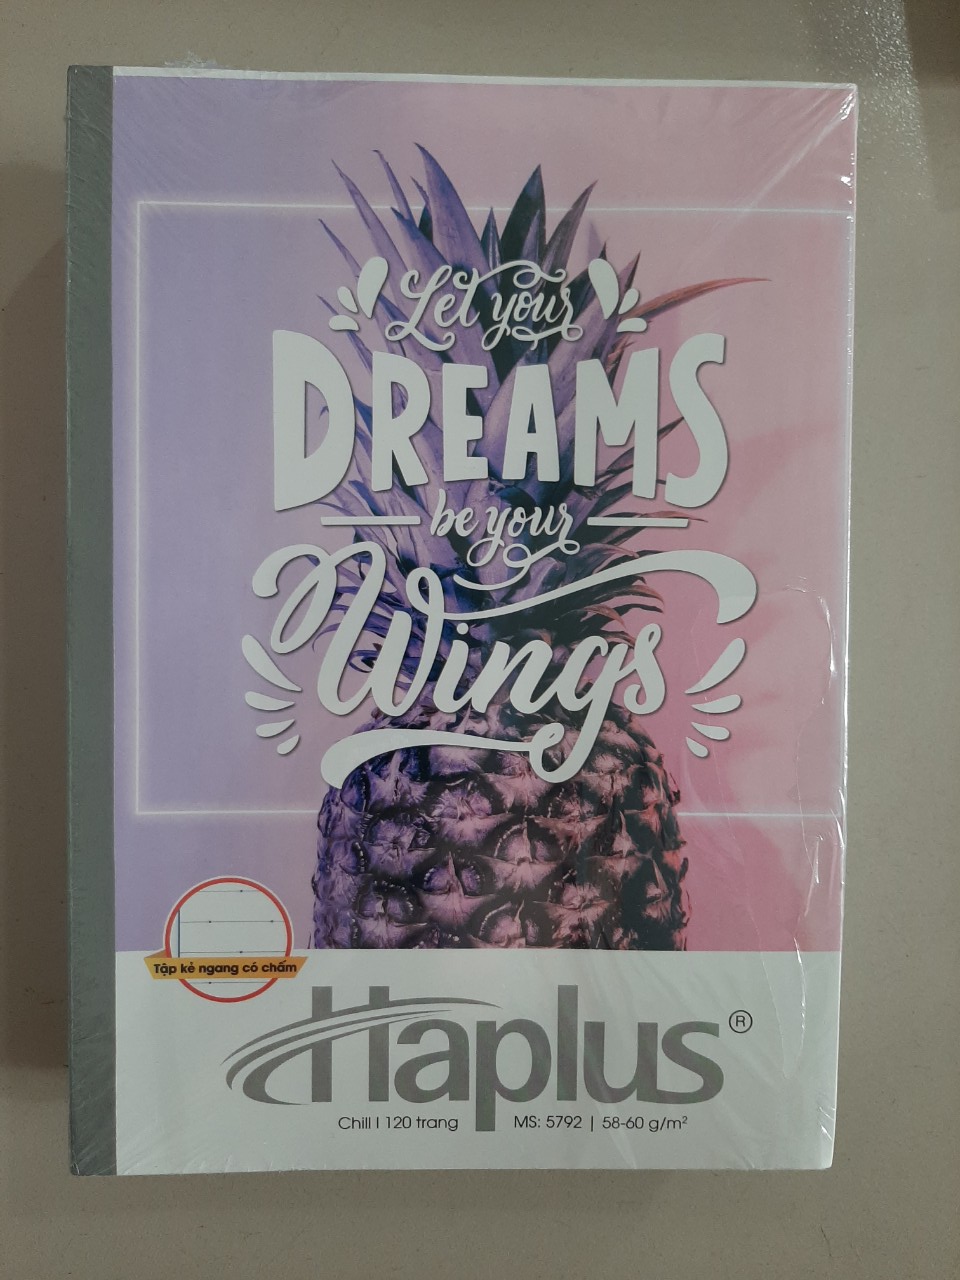 Let your
DREAMS
be your
Wings
Tập kẻ ngang có chấm
Haplus ®
Chill I 120 trang MS: 5792 | 58-60 g/m²